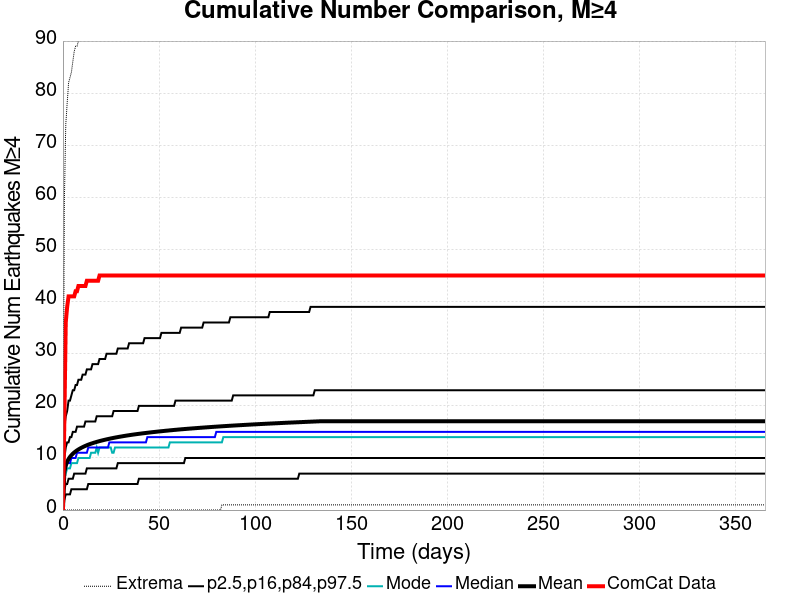 Cumulative Number Comparison, M≥4
Cumulative Num Earthquakes M≥4
90
80
70
60
50
40
30
20
10
0
0 50 100 150 200 250 300 350
Time (days)
Extrema p2.5,p16,p84,p97.5 Mode Median Mean ComCat Data